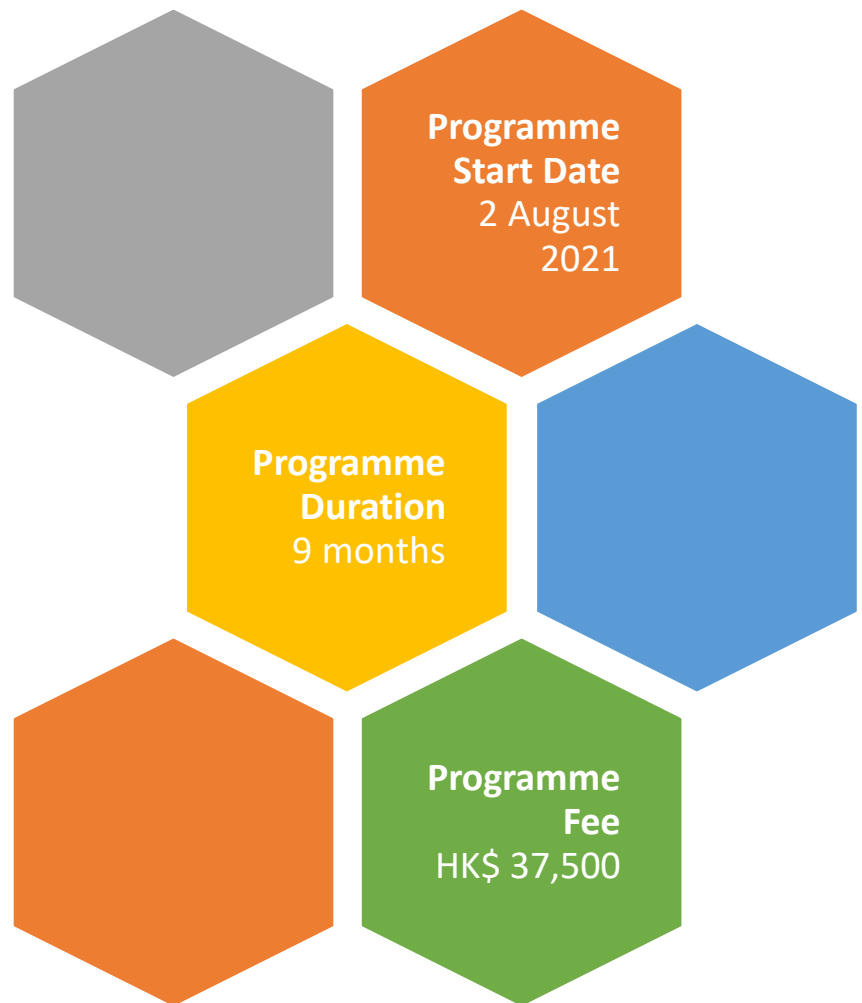 Programme
Start Date
2 August
2021
Programme
Duration
9 months
Programme
Fee
HK$ 37,500